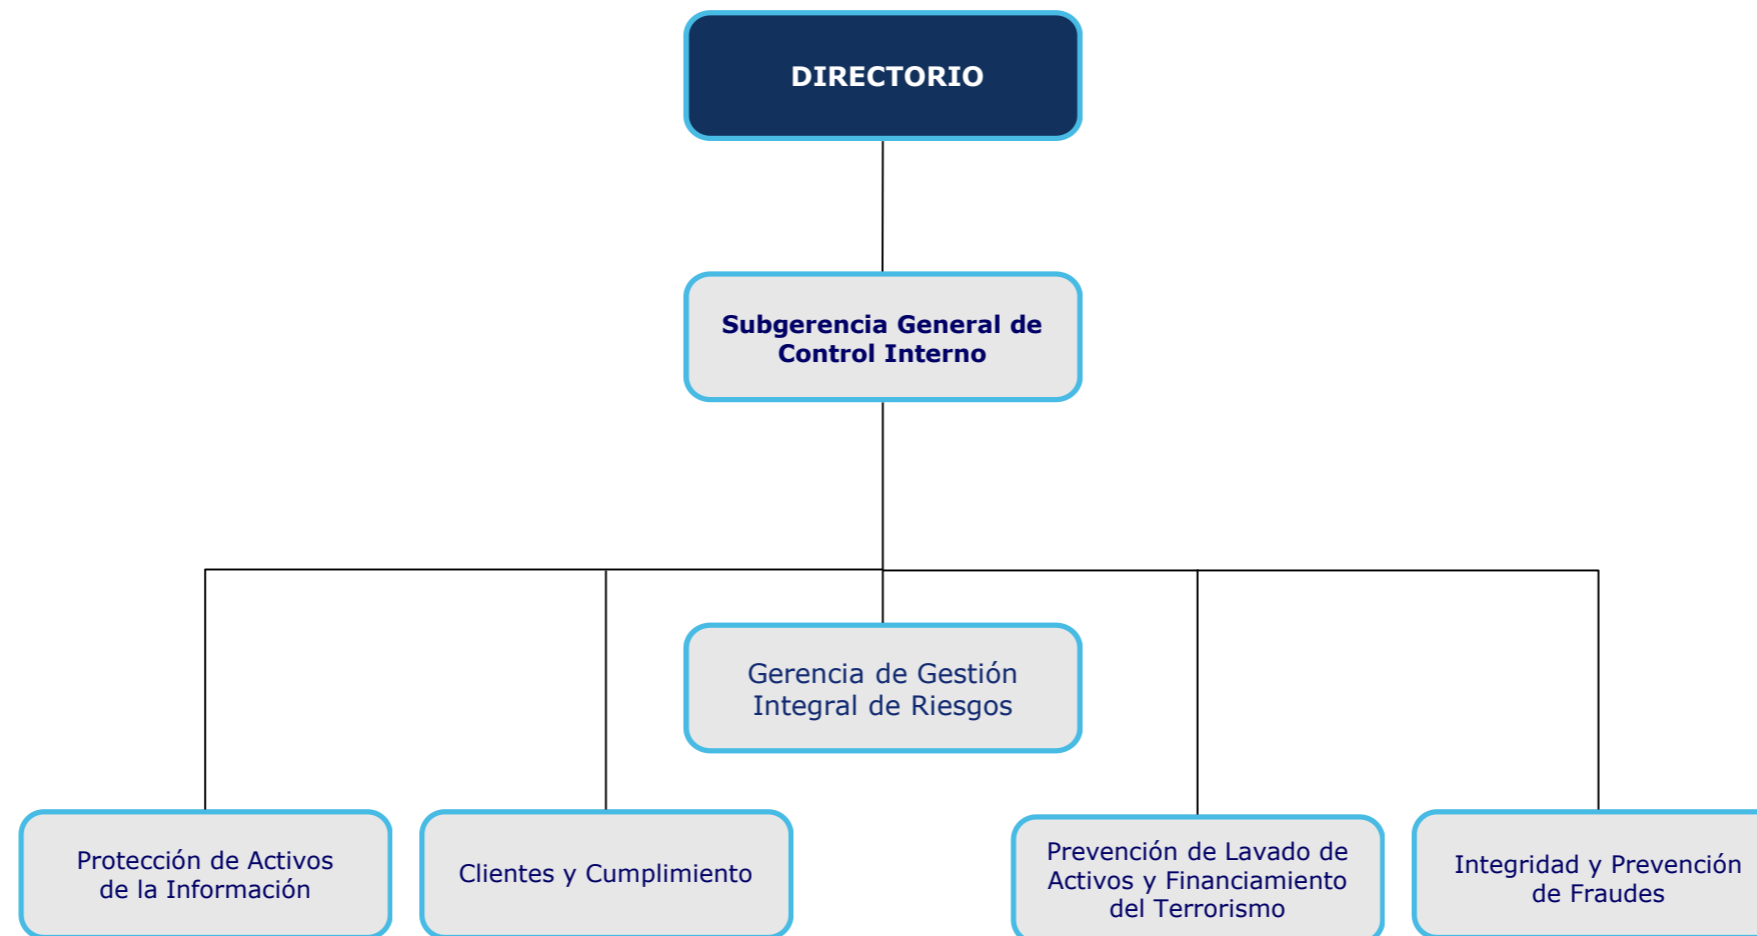 DIRECTORIO
Subgerencia General de
Control Interno
Gerencia de Gestión
Integral de Riesgos
Protección de Activos
de la Información
Clientes y Cumplimiento
Prevención de Lavado de
Activos y Financiamiento
del Terrorismo
Integridad y Prevención
de Fraudes